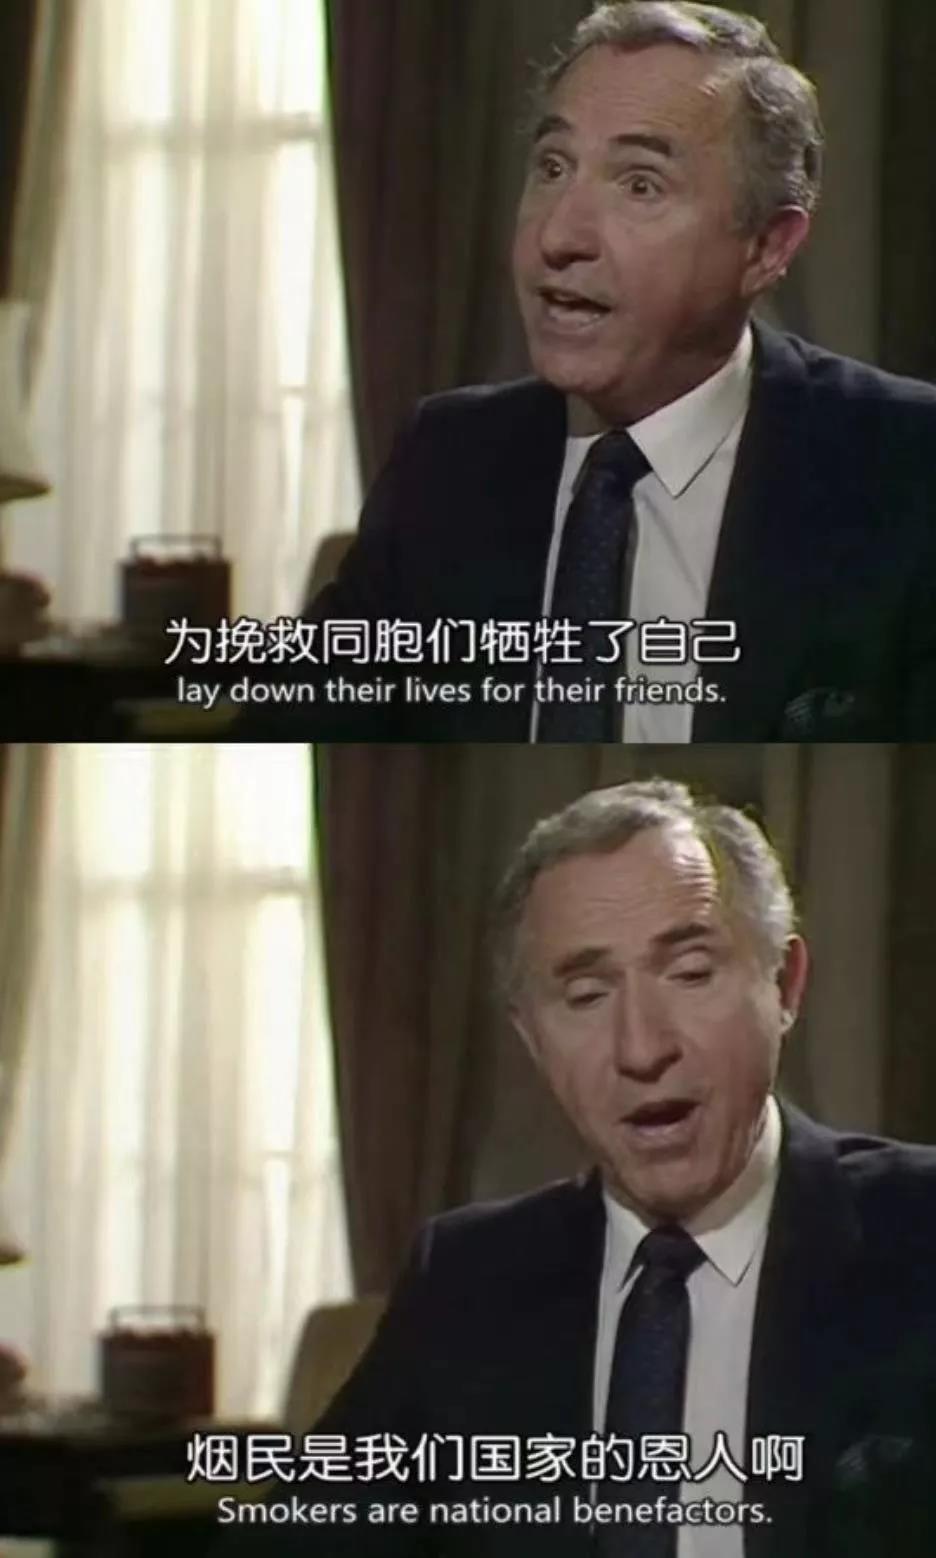 为挽救同胞们牺牲了自己
lay down their lives for their friends.
烟民是我们国家的恩人啊
Smokers are national benefactors.